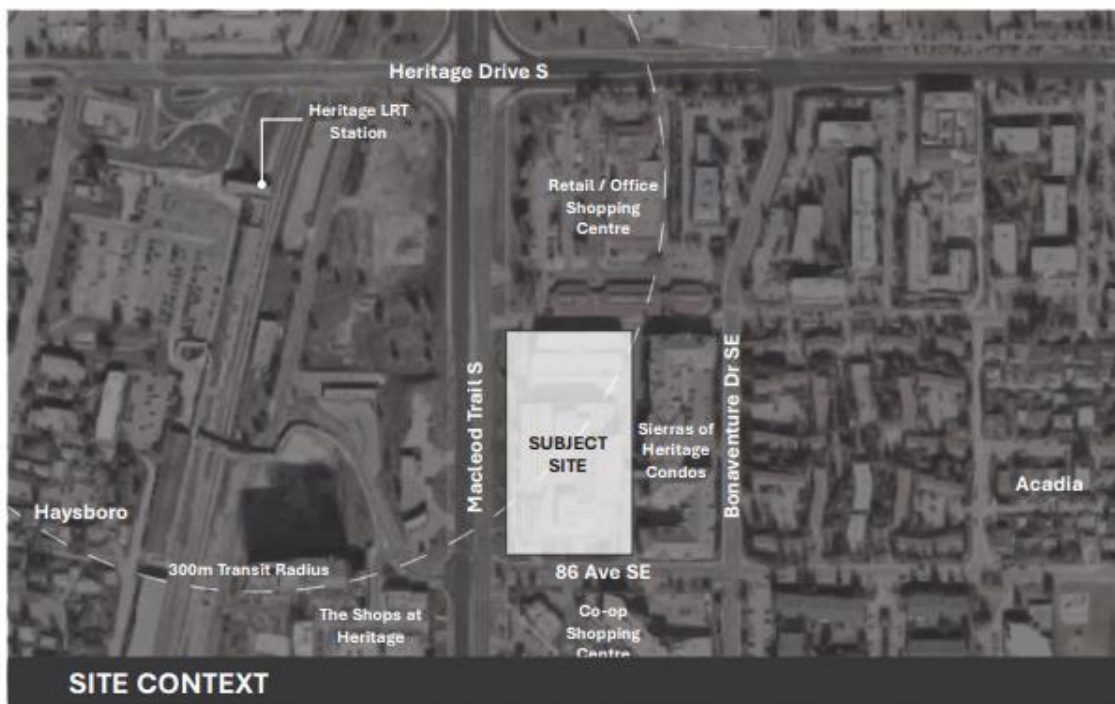 Heritage Drive S
Heritage LRT
Station
Retail / Office
Shopping
Centre
Macleod Trail S
SUBJECT
SITE
Sierras of
Heritage
Condos
Bonaventure Dr SE
Acadia
Haysboro
300m Transit Radius
86 Ave SE
The Shops at
Heritage
Co-op
Shopping
Centre
SITE CONTEXT